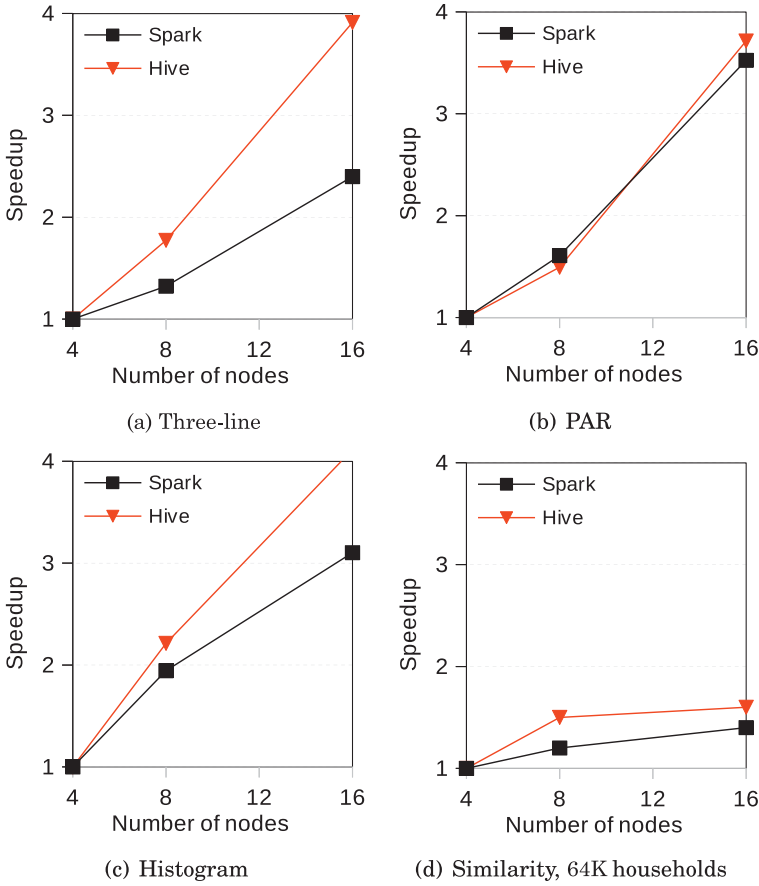 4
3
2
1
Speedup
Spark
Hive
4 8 12 16
Number of nodes
(a) Three-line
4
3
2
1
Speedup
Spark
Hive
4 8 12 16
Number of nodes
(b) PAR
4
3
2
1
Speedup
Spark
Hive
4 8 12 16
Number of nodes
(c) Histogram
4
3
2
1
Speedup
Spark
Hive
4 8 12 16
Number of nodes
(d) Similarity, 64K households